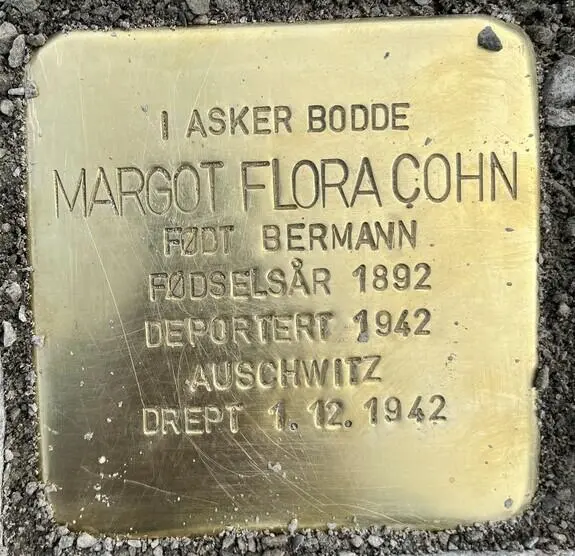 I ASKER BODDE
MARGOT FLORA COHN
FØDT BERMANN
FØDSELSÅR 1892
DEPORTERT 1942
AUSCHWITZ
DREPT 1.12.1942